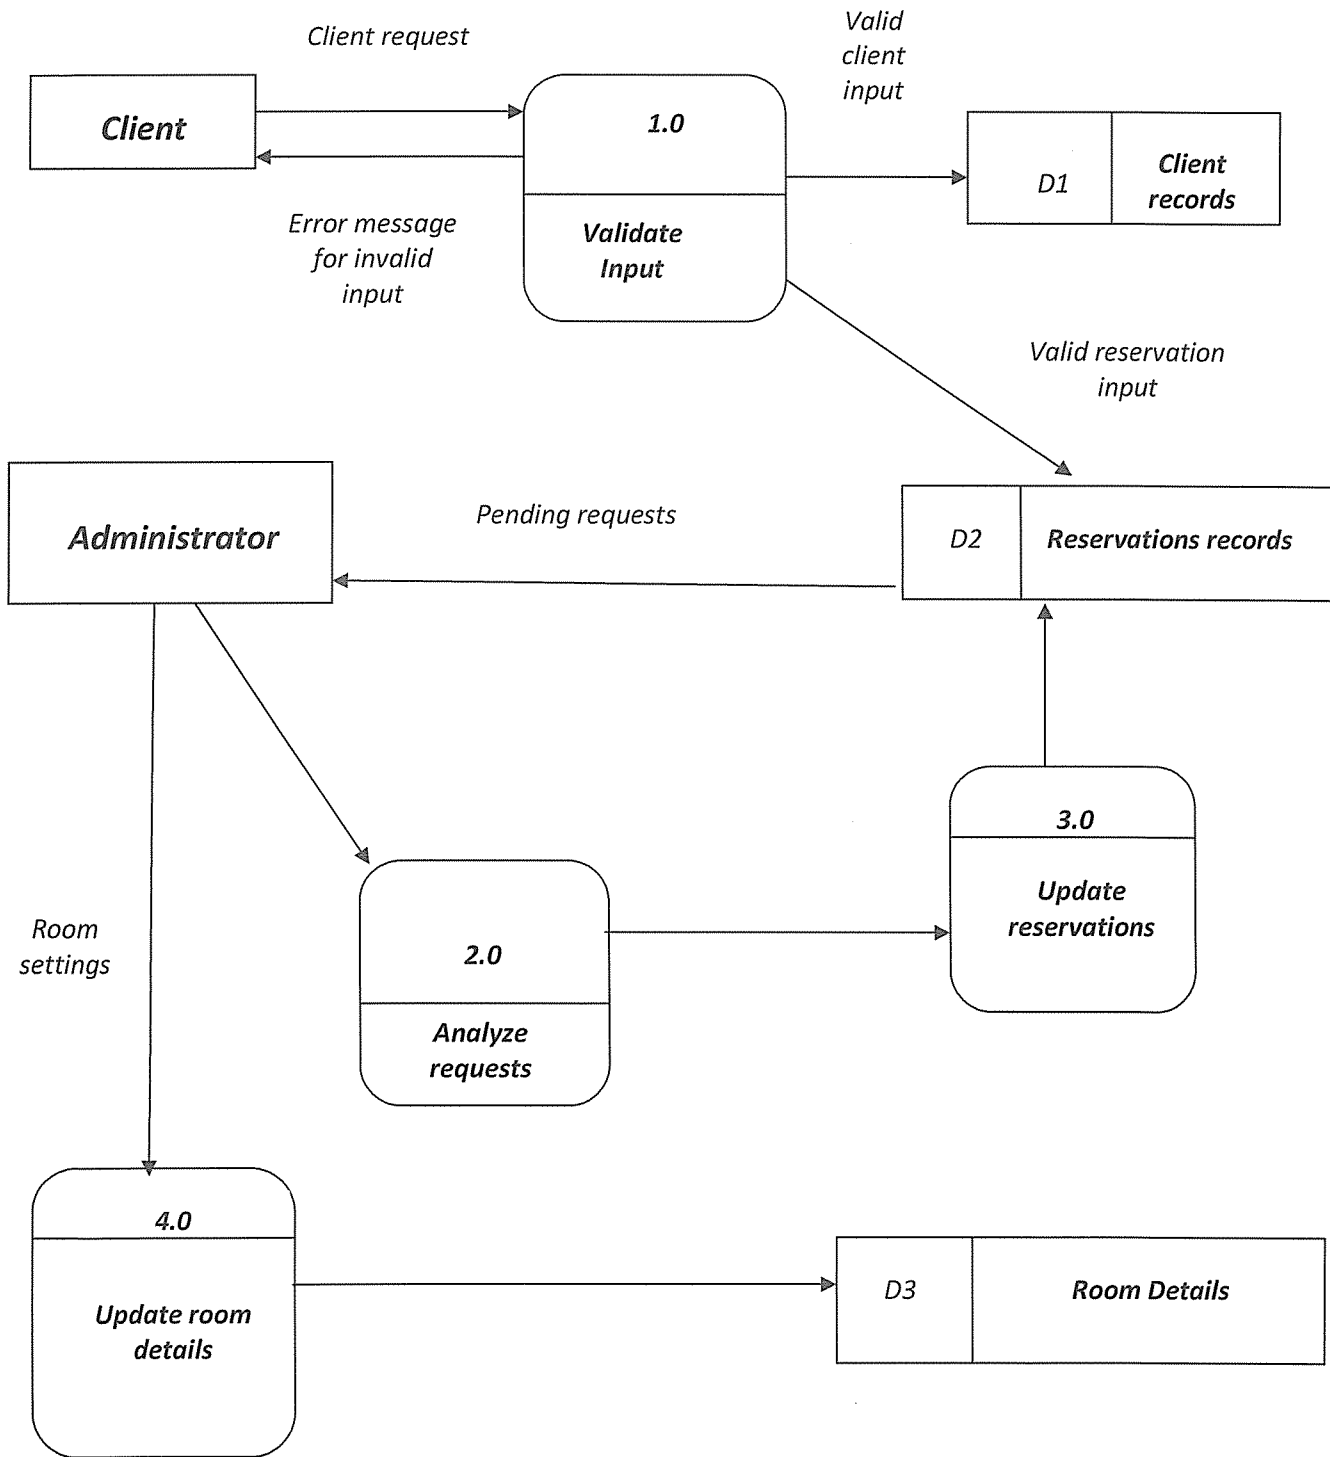 Client request
Valid
client
input
Client
1.0
D1
Client
records
Error message
for invalid
input
Validate
Input
Valid reservation
input
Administrator
Pending requests
D2
Reservations records
3.0
Update
reservations
Room
settings
2.0
Analyze
requests
4.0
Update room
details
D3
Room Details